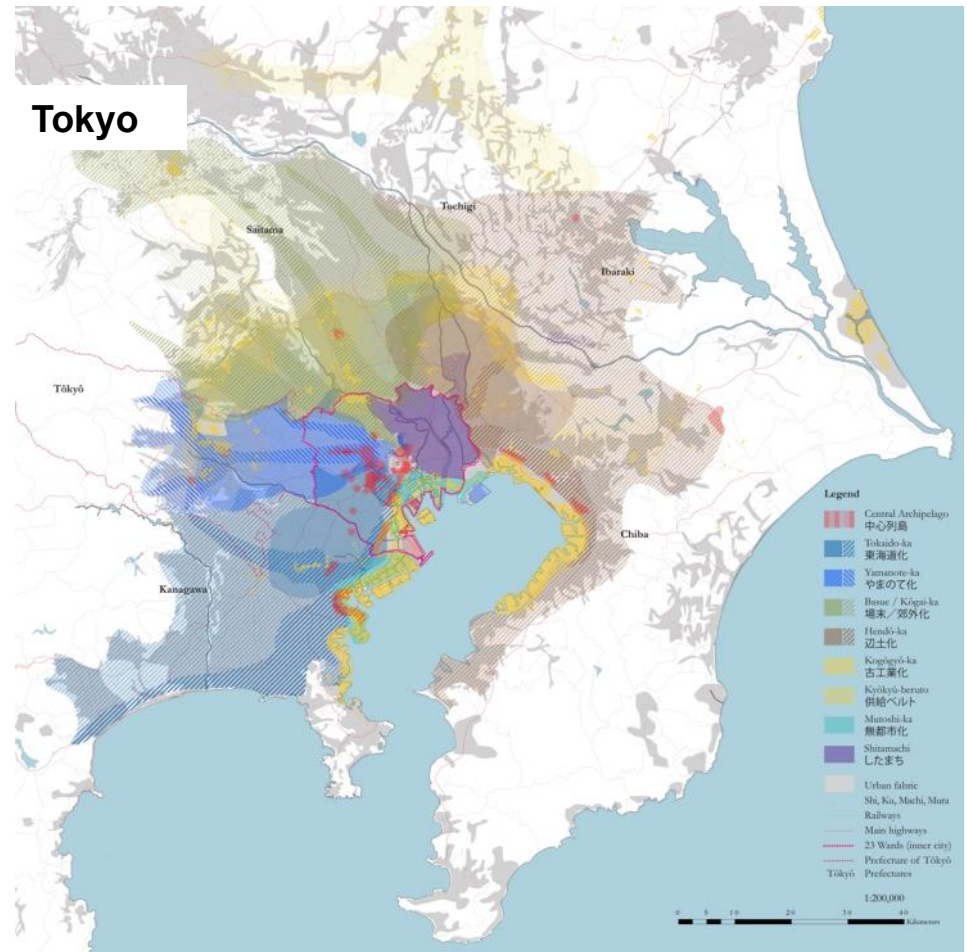 Tokyo
Tochigi
Saitama
Ibaraki
Tôkyô
Chiba
Kanagawa
Legend
Central Archipelago
中心列島
Tokaido-ka
東海道化
Yamanote-ka
やまのて化
Basue / Kôgai-ka
場末／郊外化
Hendô-ka
辺土化
Kogôgyô-ka
古工業化
Kyôkyû-beruto
供給ベルト
Mutoshi-ka
無都市化
Shitamachi
したまち
Urban fabric
Shi, Ku, Machi, Mura
Railways
Main highways
23 Wards (inner city)
Prefecture of Tôkyô
Tôkyô Prefectures
1:200,000
0 5 10 20 30 40
Kilometers